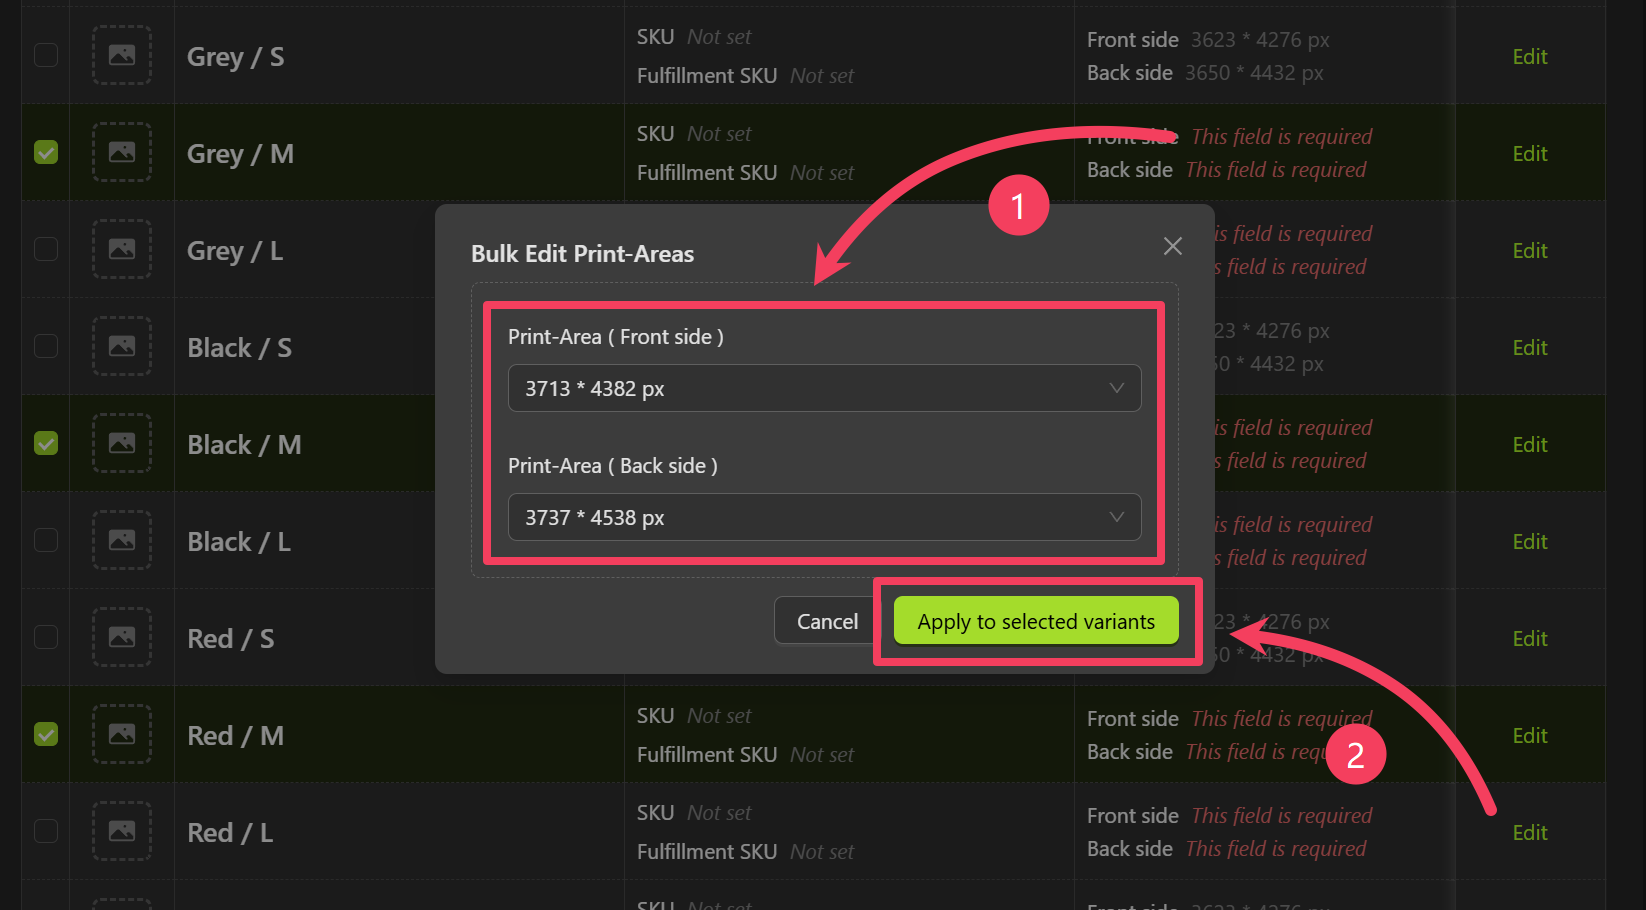 Grey / S
SKU Not set
Fulfillment SKU Not set
Front side 3623 * 4276 px
Back side 3650 * 4432 px
Edit
Grey / M
SKU Not set
Fulfillment SKU Not set
Front side This field is required
Back side This field is required
Edit
1
Grey / L
is field is required
s field is required
Edit
Bulk Edit Print-Areas
Print-Area ( Front side )
3713 * 4382 px
Print-Area ( Back side )
3737 * 4538 px
Cancel
Apply to selected variants
Black / S
23 * 4276 px
50 * 4432 px
Edit
Black / M
is field is required
s field is required
Edit
Black / L
is field is required
s field is required
Edit
Red / S
23 * 4276 px
50 * 4432 px
Edit
Red / M
SKU Not set
Fulfillment SKU Not set
Front side This field is required
Back side This field is requ
2
Edit
Red / L
SKU Not set
Fulfillment SKU Not set
Front side This field is required
Back side This field is required
Edit
SKU Not set
Front side 3623 * 4276 px